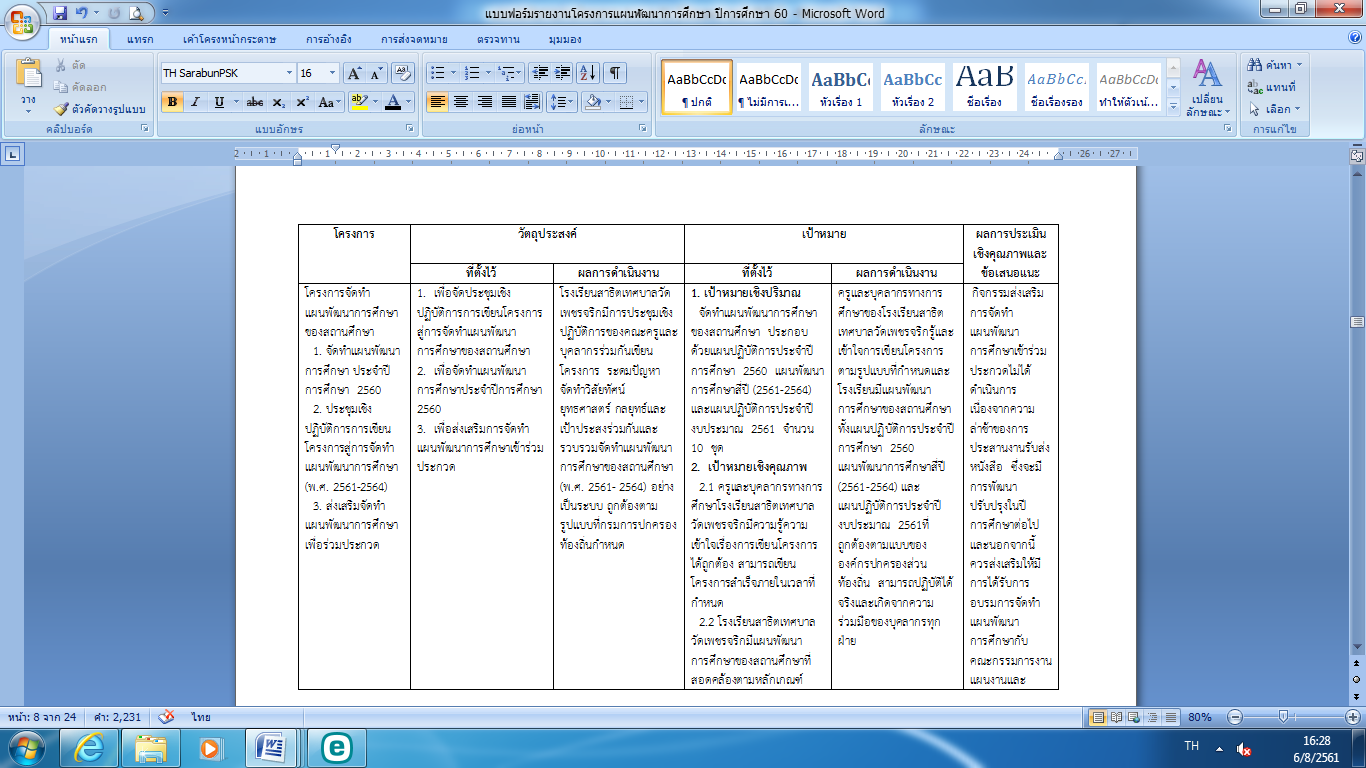 แบบฟอร์มรายงานโครงการแผนพัฒนาการศึกษา ปีการศึกษา 60 - Microsoft Word
หน้าแรก แทรก เค้าโครงหน้ากระดาษ การอ้างอิง การส่งจดหมาย ตรวจทาน มุมมอง
วาง
ตัด
คัดลอก
ตัวคัดวางรูปแบบ
คลิปบอร์ด
TH SarabunPSK 16
B I U abc x₂ x² Aa
แบบอักษร
ย่อหน้า
AaBbCcDc AaBbCcDc AaBbC AaBbCc AaB AaBbCc. AaBbCcDc
¶ ปกติ ¶ ไม่มีการเ... หัวเรื่อง 1 หัวเรื่อง 2 ชื่อเรื่อง ชื่อเรื่องรอง ทำให้ตัวเน้...
ลักษณะ
เปลี่ยน
ลักษณะ
ค้นหา
แทนที่
เลือก
การแก้ไข
2 1 1 2 3 4 5 6 7 8 9 10 11 12 13 14 15 16 17 18 19 20 21 22 23 24 26 27
โครงการ
วัตถุประสงค์
เป้าหมาย
ผลการประเมิน
เชิงคุณภาพและ
ข้อเสนอแนะ
ที่ตั้งไว้ ผลการดำเนินงาน ที่ตั้งไว้ ผลการดำเนินงาน
โครงการจัดทำ
แผนพัฒนาการศึกษา
ของสถานศึกษา
1. จัดทำแผนพัฒนา
การศึกษา ประจำปี
การศึกษา 2560
2. ประชุมเชิง
ปฏิบัติการการเขียน
โครงการสู่การจัดทำ
แผนพัฒนาการศึกษา
(พ.ศ. 2561-2564)
3. ส่งเสริมจัดทำ
แผนพัฒนาการศึกษา
เพื่อร่วมประกวด
1. เพื่อจัดประชุมเชิง
ปฏิบัติการการเขียนโครงการ
สู่การจัดทำแผนพัฒนา
การศึกษาของสถานศึกษา
2. เพื่อจัดทำแผนพัฒนา
การศึกษาประจำปีการศึกษา
2560
3. เพื่อส่งเสริมการจัดทำ
แผนพัฒนาการศึกษาเข้าร่วม
ประกวด
โรงเรียนสาธิตเทศบาลวัด
เพชรจริกมีการประชุมเชิง
ปฏิบัติการของคณะครูและ
บุคลากรร่วมกันเขียน
โครงการ ระดมปัญหา
จัดทำวิสัยทัศน์
ยุทธศาสตร์ กลยุทธ์และ
เป้าประสงร่วมกันและ
รวบรวมจัดทำแผนพัฒนา
การศึกษาของสถานศึกษา
(พ.ศ. 2561- 2564) อย่าง
เป็นระบบ ถูกต้องตาม
รูปแบบที่กรมการปกครอง
ท้องถิ่นกำหนด
1. เป้าหมายเชิงปริมาณ
จัดทำแผนพัฒนาการศึกษา
ของสถานศึกษา ประกอบ
ด้วยแผนปฏิบัติการประจำปี
การศึกษา 2560 แผนพัฒนา
การศึกษาสี่ปี (2561-2564)
และแผนปฏิบัติการประจำปี
งบประมาณ 2561 จำนวน
10 ชุด
2. เป้าหมายเชิงคุณภาพ
2.1 ครูและบุคลากรทางการ
ศึกษาโรงเรียนสาธิตเทศบาล
วัดเพชรจริกมีความรู้ความ
เข้าใจเรื่องการเขียนโครงการ
ได้ถูกต้อง สามารถเขียน
โครงการสำเร็จภายในเวลาที่
กำหนด
2.2 โรงเรียนสาธิตเทศบาล
วัดเพชรจริกมีแผนพัฒนา
การศึกษาของสถานศึกษาที่
สอดคล้องตามหลักเกณฑ์
ครูและบุคลากรทางการ
ศึกษาของโรงเรียนสาธิต
เทศบาลวัดเพชรจริกรู้และ
เข้าใจการเขียนโครงการ
ตามรูปแบบที่กำหนดและ
โรงเรียนมีแผนพัฒนา
การศึกษาของสถานศึกษา
ทั้งแผนปฏิบัติการประจำปี
การศึกษา 2560
แผนพัฒนาการศึกษาสี่ปี
(2561-2564) และ
แผนปฏิบัติการประจำปี
งบประมาณ 2561ที่
ถูกต้องตามแบบของ
องค์กรปกครองส่วน
ท้องถิ่น สามารถปฏิบัติได้
จริงและเกิดจากความ
ร่วมมือของบุคลากรทุก
ฝ่าย
กิจกรรมส่งเสริม
การจัดทำ
แผนพัฒนา
การศึกษาเข้าร่วม
ประกวดไม่ได้
ดำเนินการ
เนื่องจากความ
ล่าช้าของการ
ประสานงานรับส่ง
หนังสือ ซึ่งจะมี
การพัฒนา
ปรับปรุงในปี
การศึกษาต่อไป
และนอกจากนี้
ควรส่งเสริมให้มี
การได้รับการ
อบรมการจัดทำ
แผนพัฒนา
การศึกษากับ
คณะกรรมการงาน
แผนงานและ
หน้า: 8 จาก 24 คำ: 2,231 ไทย 80%
TH 16:28
6/8/2561